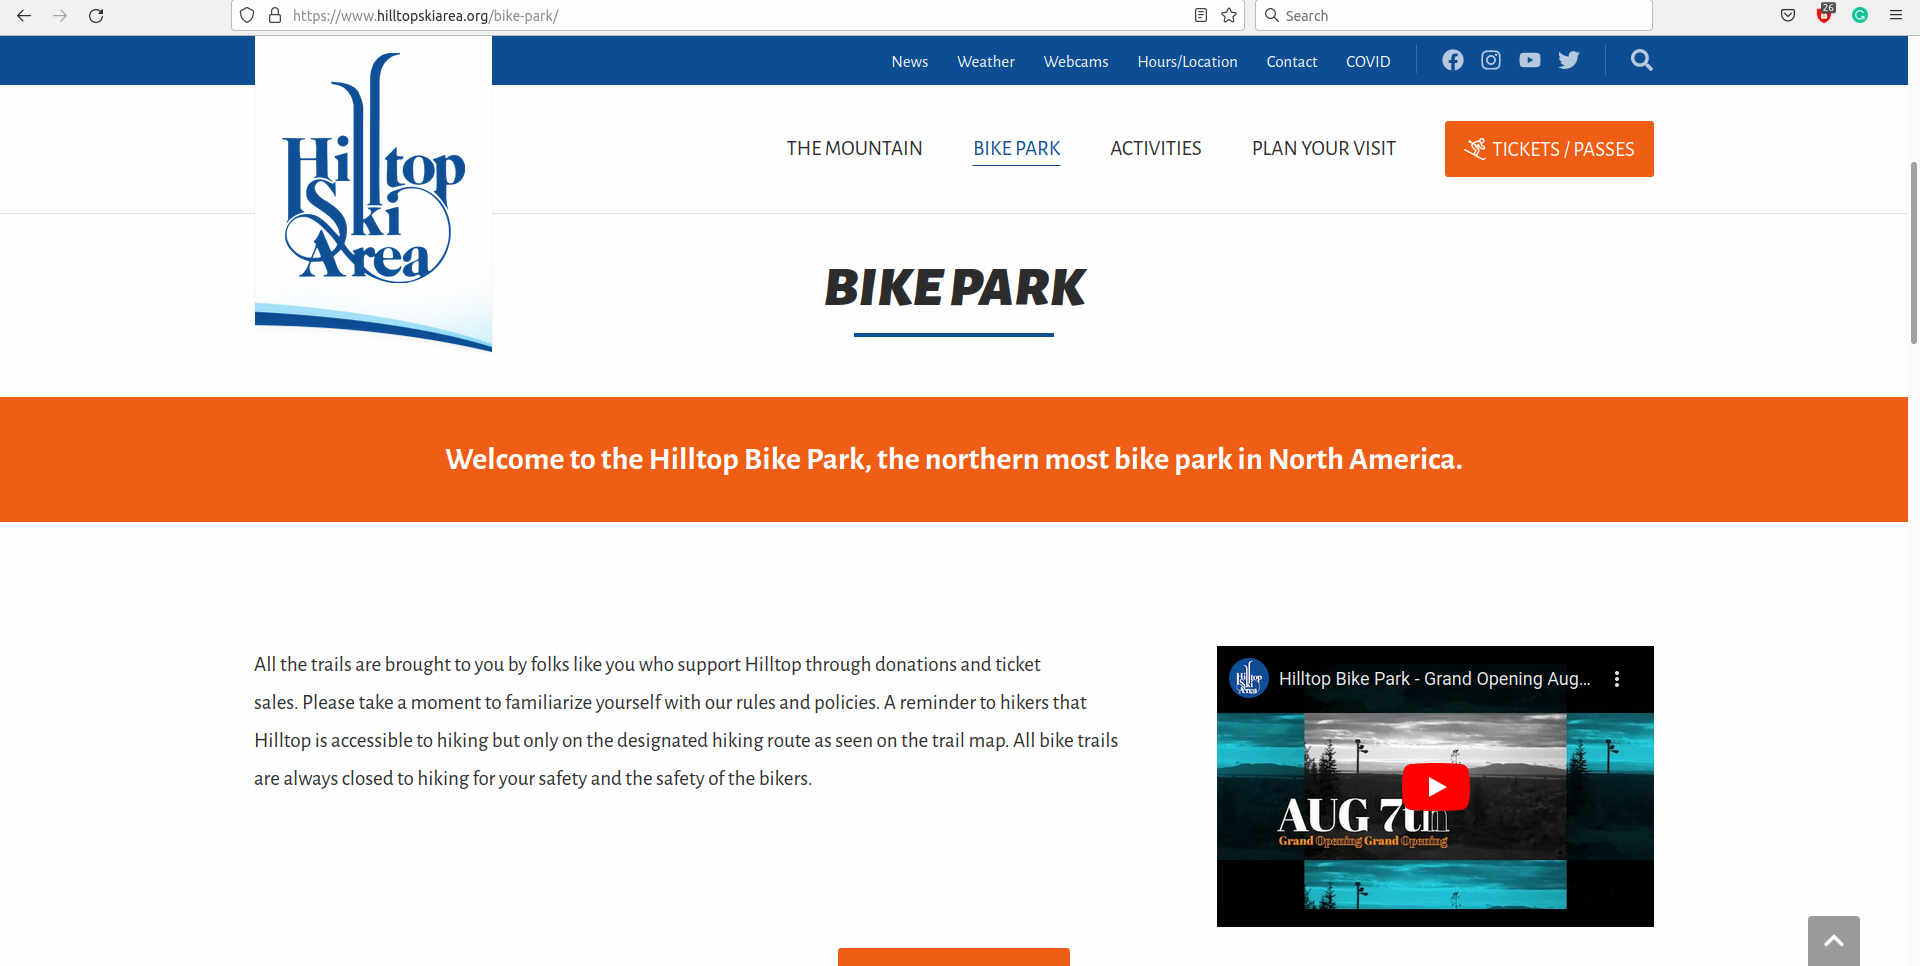 https://www.hilltopskiarea.org/bike-park/
Search
26
News Weather Webcams Hours/Location Contact COVID
Hilltop
Ski
Area
THE MOUNTAIN BIKE PARK ACTIVITIES PLAN YOUR VISIT TICKETS / PASSES
BIKE PARK
Welcome to the Hilltop Bike Park, the northern most bike park in North America.
All the trails are brought to you by folks like you who support Hilltop through donations and ticket
sales. Please take a moment to familiarize yourself with our rules and policies. A reminder to hikers that
Hilltop is accessible to hiking but only on the designated hiking route as seen on the trail map. All bike trails
are always closed to hiking for your safety and the safety of the bikers.
Hilltop Ski Area
Hilltop Bike Park - Grand Opening Aug...
AUG 7th
Grand Opening Grand Opening